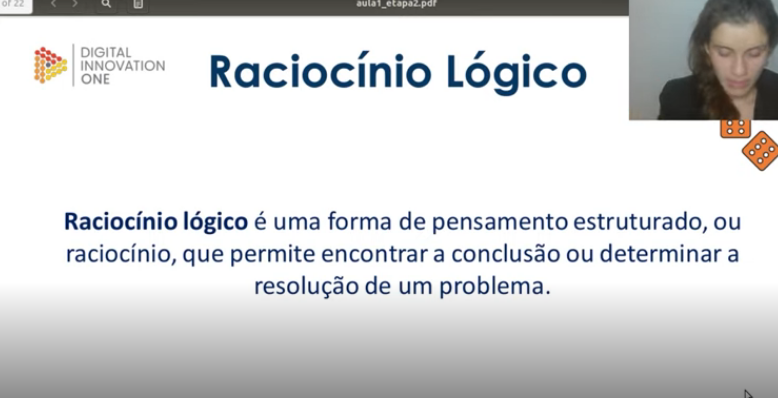 of 22
aula1_etapa2.pdf
DIGITAL
INNOVATION
ONE
Raciocínio Lógico
Raciocínio lógico é uma forma de pensamento estruturado, ou
raciocínio, que permite encontrar a conclusão ou determinar a
resolução de um problema.